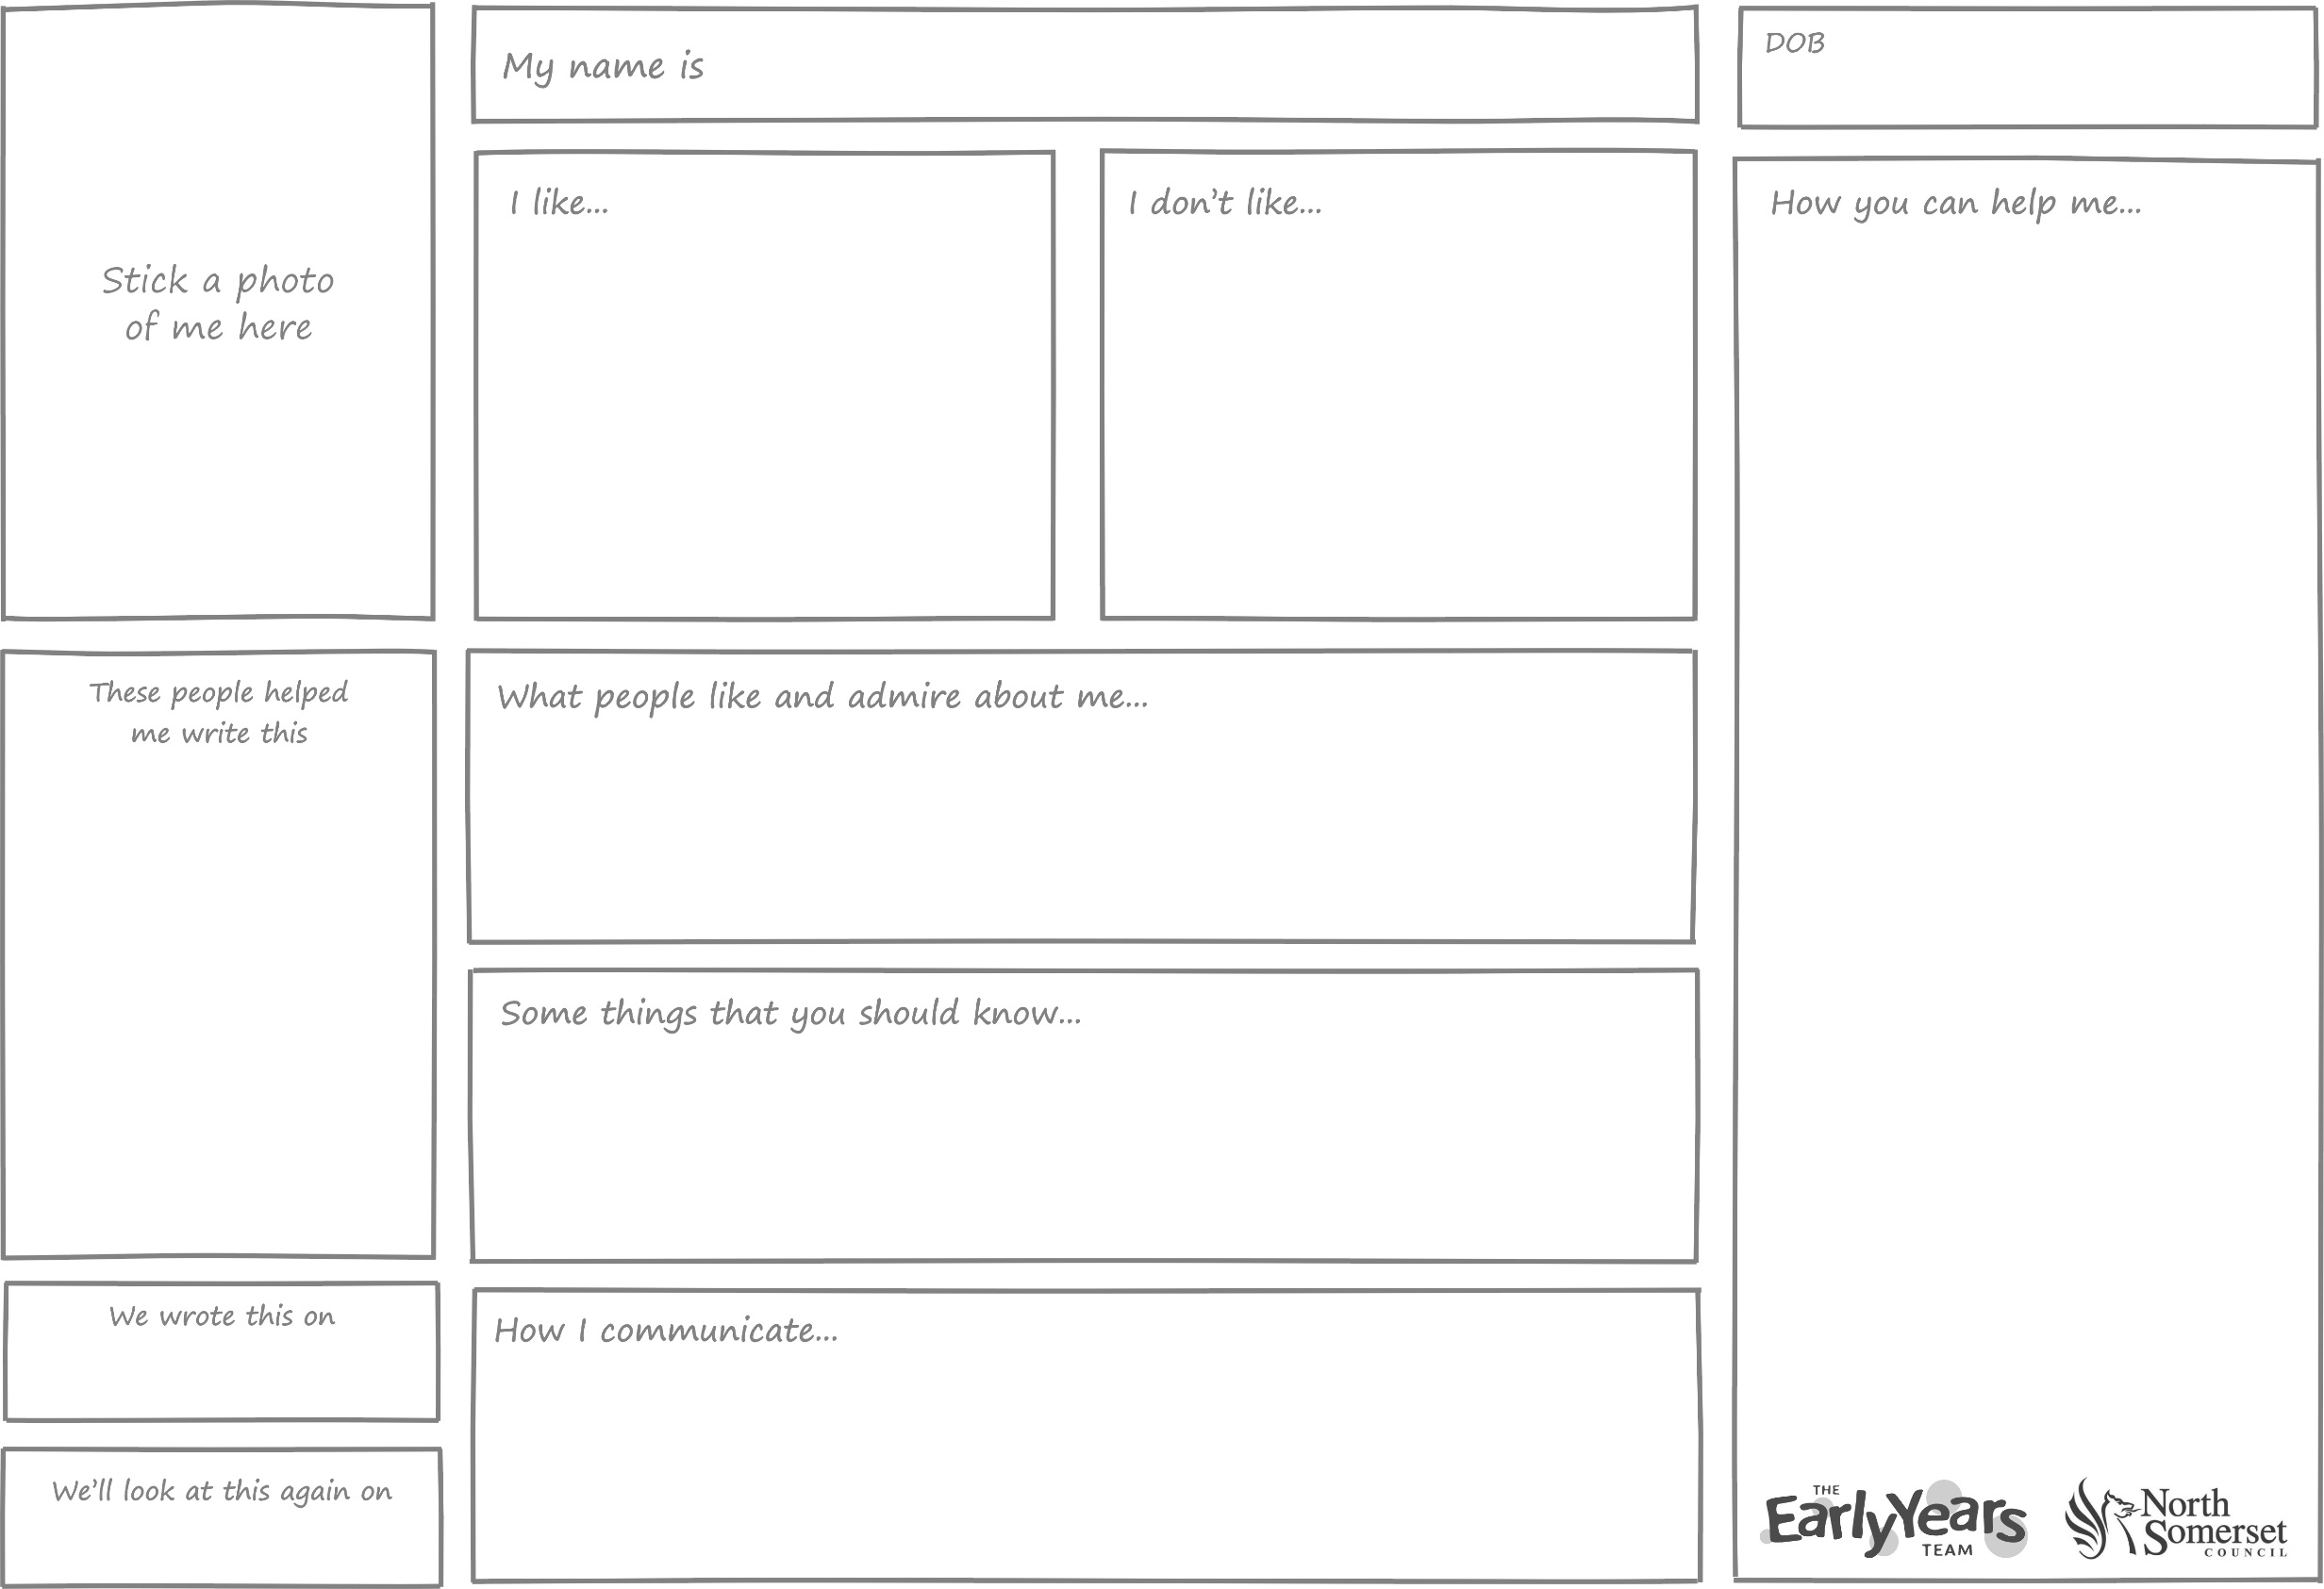 My name is
DOB
Stick a photo
of me here
I like...
I don't like...
How you can help me...
These people helped
me write this
What people like and admire about me...
Some things that you should know...
We wrote this on
How I communicate...
We'll look at this again on
THE
EarlyYears
TEAM
North
Somerset
COUNCIL